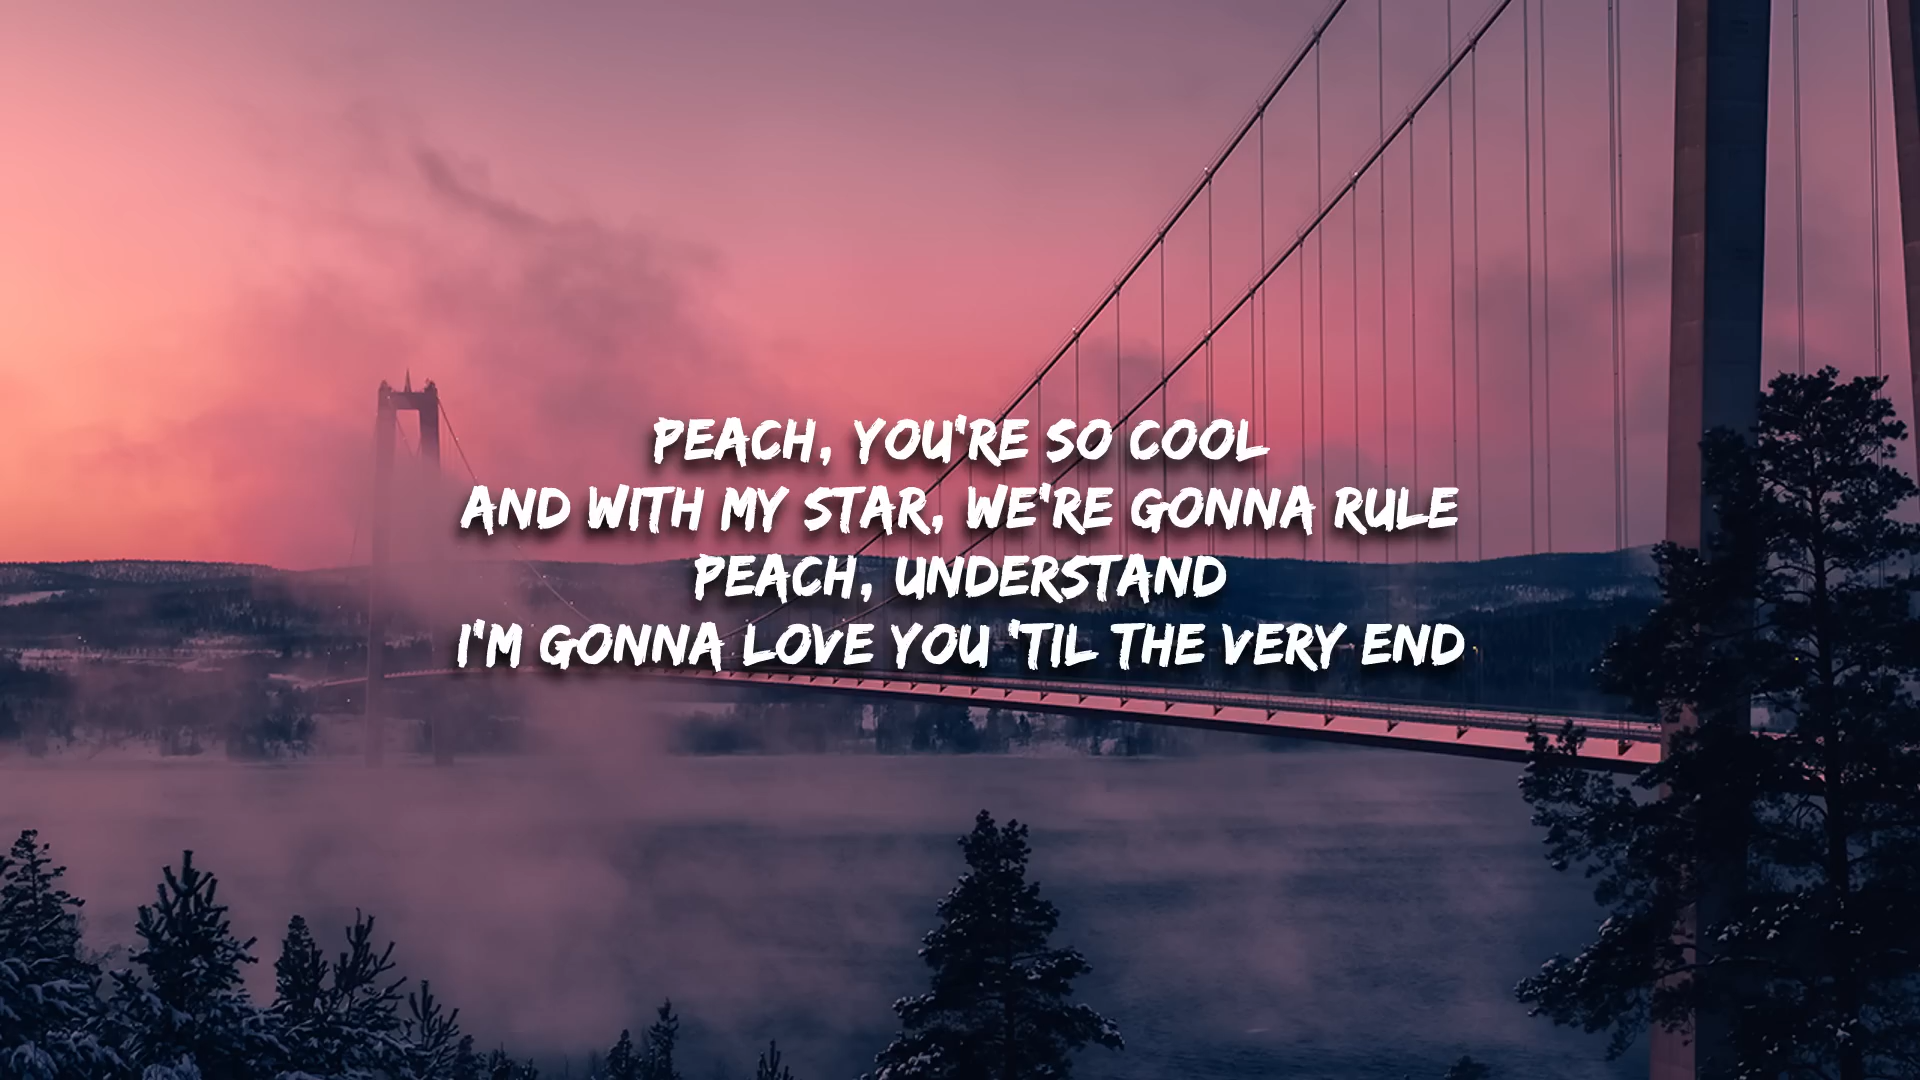 PEACH, YOU'RE SO COOL
AND WITH MY STAR, WE'RE GONNA RULE
PEACH, UNDERSTAND
I'M GONNA LOVE YOU 'TIL THE VERY END